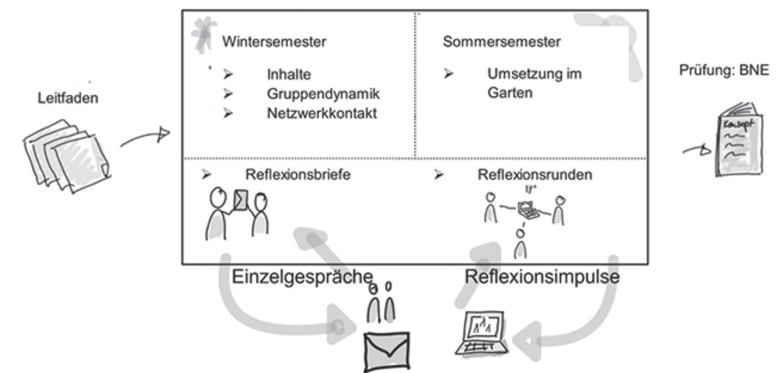 Leitfaden
Wintersemester
Inhalte
Gruppendynamik
Netzwerkkontakt
Sommersemester
Umsetzung im
Garten
Prüfung: BNE
Konzept
Reflexionsbriefe
Reflexionsrunden
Einzelgespräche
Reflexionsimpulse